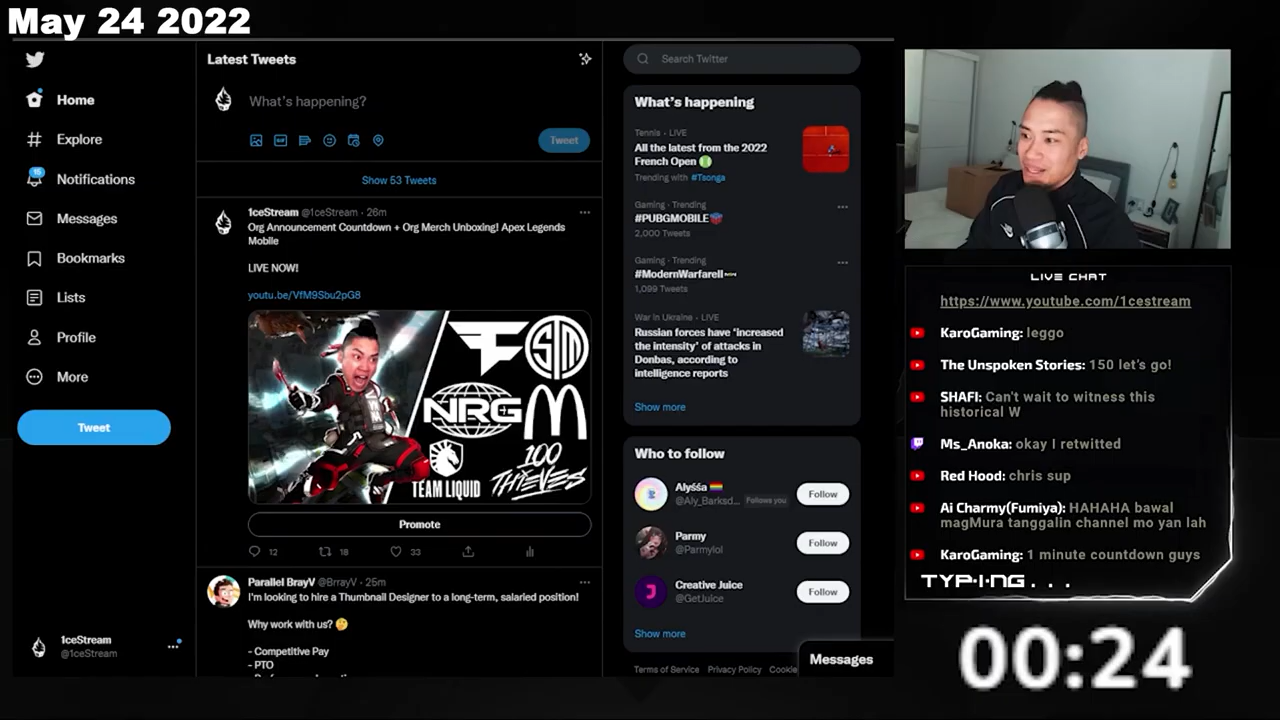 May 24 2022
Home
Explore
15
Notifications
Messages
Bookmarks
Lists
Profile
More
Tweet
1ceStream
@1ceStream
Latest Tweets
What's happening?
GIF
Tweet
Show 53 Tweets
1ceStream @1ceStream · 26m
Org Announcement Countdown + Org Merch Unboxing! Apex Legends
Mobile
LIVE NOW!
youtu.be/VfM9Sbu2pG8
TSM
NRG
TEAM LIQUID
100
THIEVES
Promote
12
18
33
Parallel BrayV @BrrayV · 25m
I'm looking to hire a Thumbnail Designer to a long-term, salaried position!
Why work with us? 🤔
- Competitive Pay
- PTO
Search Twitter
What's happening
Tennis · LIVE
All the latest from the 2022
French Open 🎾
Trending with #Tsonga
Gaming · Trending
#PUBGMOBILE
2,000 Tweets
Gaming · Trending
#ModernWarfareII
1,099 Tweets
War in Ukraine · LIVE
Russian forces have 'increased
the intensity' of attacks in
Donbas, according to
intelligence reports
Show more
Who to follow
Alyśśa 🏳️‍🌈
@Aly_Barksd... Follows you
Follow
Parmy
@Parmylol
Follow
Creative Juice
@GetJuice
Follow
Show more
Terms of Service Privacy Policy Cookie
Messages
LIVE CHAT
https://www.youtube.com/1cestream
KaroGaming: leggo
The Unspoken Stories: 150 let's go!
SHAFI: Can't wait to witness this
historical W
Ms_Anoka: okay I retwitted
Red Hood: chris sup
Ai Charmy(Fumiya): HAHAHA bawal
magMura tanggalin channel mo yan lah
KaroGaming: 1 minute countdown guys
TYPING...
00:24